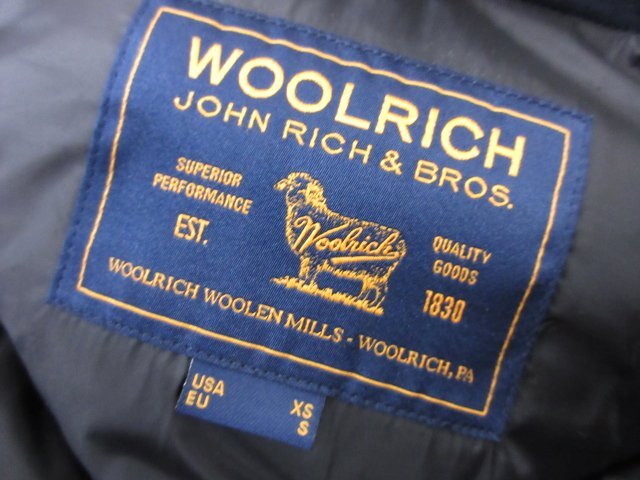 WOOLRICH
JOHN RICH & BROS.
SUPERIOR
PERFORMANCE
EST.
Woolrich
QUALITY
GOODS
1830
WOOLRICH WOOLEN MILLS - WOOLRICH, PA
USA XS
EU S